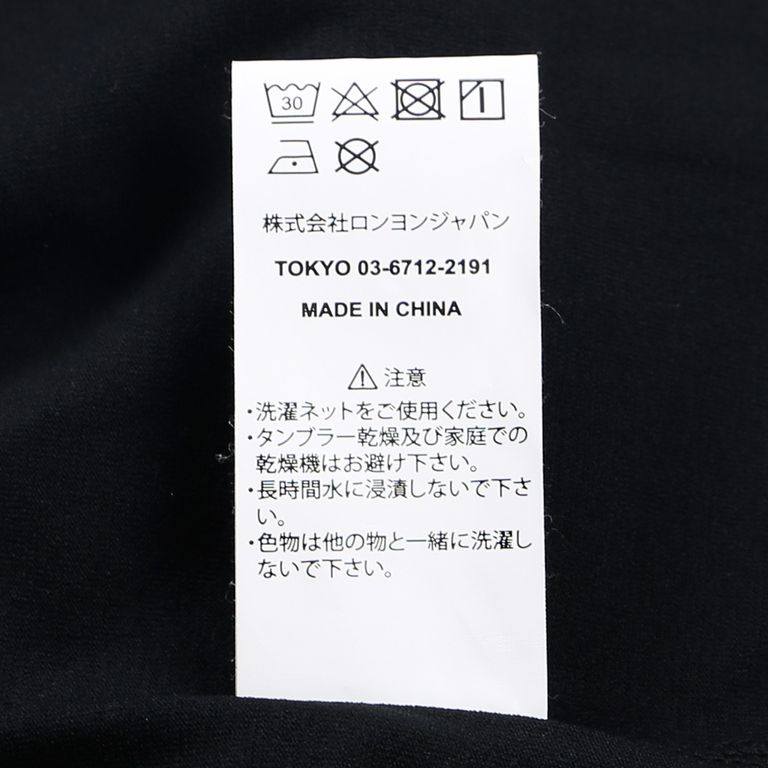 30
株式会社ロンヨンジャパン
TOKYO 03-6712-2191
MADE IN CHINA
注意
・洗濯ネットをご使用ください。
・タンブラー乾燥及び家庭での
乾燥機はお避け下さい。
・長時間水に浸漬しないで下さ
い。
・色物は他の物と一緒に洗濯し
ないで下さい。